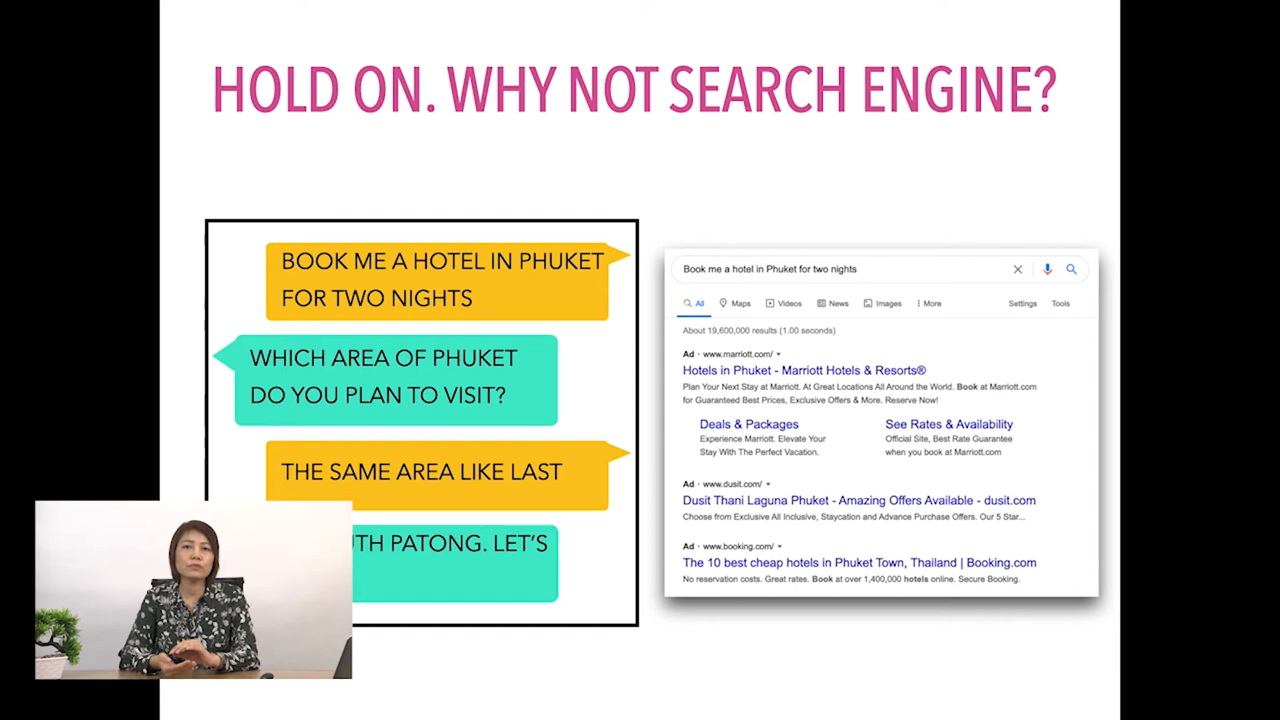 HOLD ON. WHY NOT SEARCH ENGINE?
BOOK ME A HOTEL IN PHUKET
FOR TWO NIGHTS
WHICH AREA OF PHUKET
DO YOU PLAN TO VISIT?
THE SAME AREA LIKE LAST
PATONG. LET'S
Book me a hotel in Phuket for two nights
All Maps Videos News Images More Settings Tools
About 19,600,000 results (1.00 seconds)
Ad · www.marriott.com/
Hotels in Phuket - Marriott Hotels & Resorts®
Plan Your Next Stay at Marriott. At Great Locations All Around the World. Book at Marriott.com
for Guaranteed Best Prices, Exclusive Offers & More. Reserve Now!
Deals & Packages
Experience Marriott. Elevate Your
Stay With The Perfect Vacation.
See Rates & Availability
Official Site, Best Rate Guarantee
when you book at Marriott.com
Ad · www.dusit.com/
Dusit Thani Laguna Phuket - Amazing Offers Available - dusit.com
Choose from Exclusive All Inclusive, Staycation and Advance Purchase Offers. Our 5 Star...
Ad · www.booking.com/
The 10 best cheap hotels in Phuket Town, Thailand | Booking.com
No reservation costs. Great rates. Book at over 1,400,000 hotels online. Secure Booking.